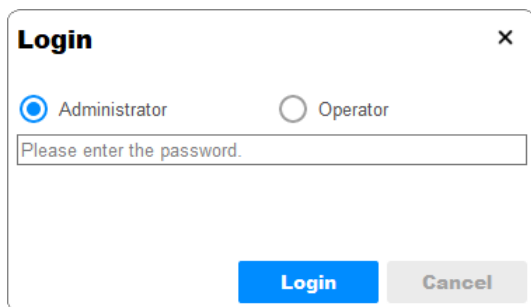 Login
Administrator Operator
Please enter the password.
Login Cancel